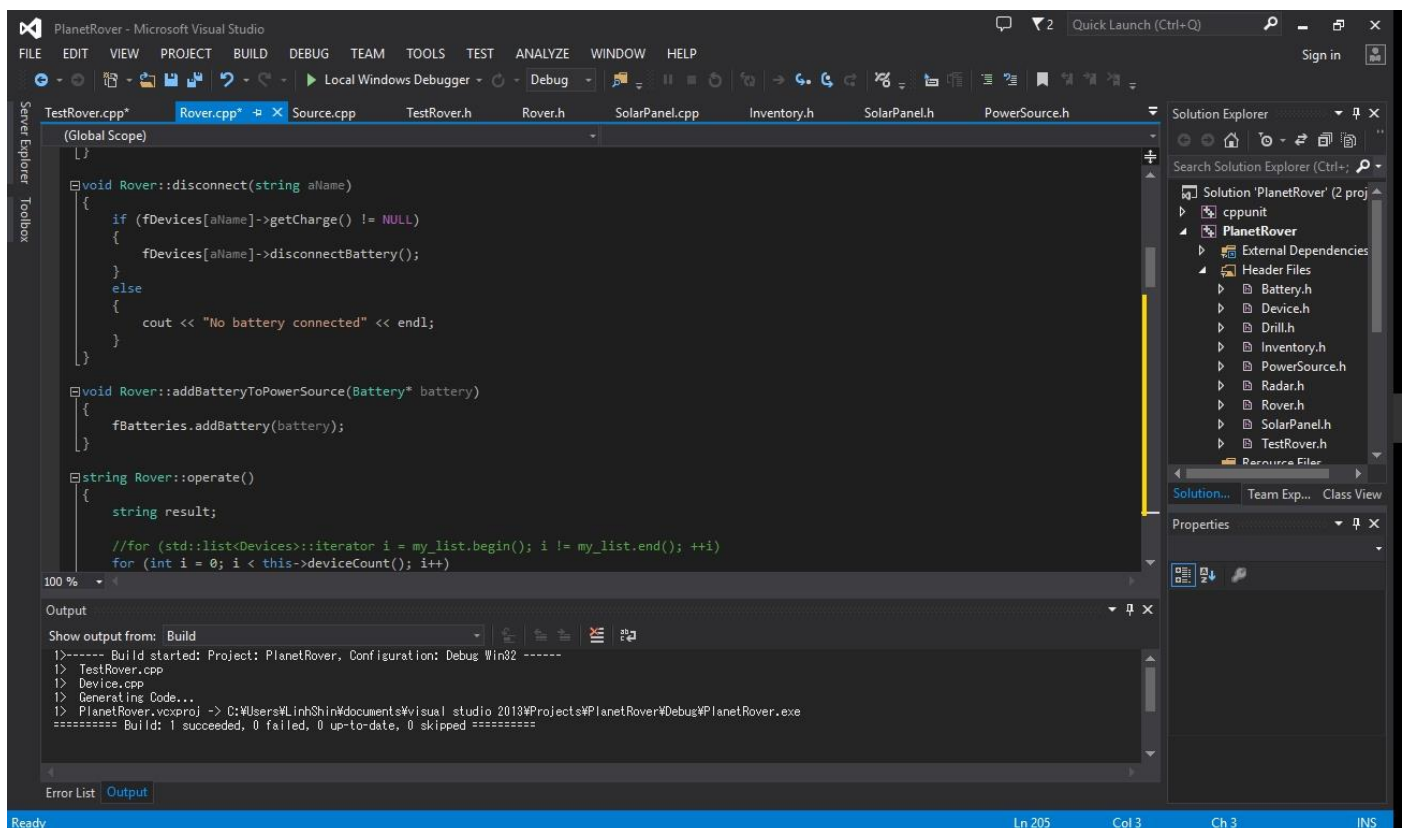 PlanetRover - Microsoft Visual Studio
2
Quick Launch (Ctrl+Q)
FILE EDIT VIEW PROJECT BUILD DEBUG TEAM TOOLS TEST ANALYZE WINDOW HELP
Sign in
Local Windows Debugger
Debug
Server Explorer
Toolbox
TestRover.cpp* Rover.cpp* Source.cpp TestRover.h Rover.h SolarPanel.cpp Inventory.h SolarPanel.h PowerSource.h
(Global Scope)
}
void Rover::disconnect(string aName)
{
if (fDevices[aName]->getCharge() != NULL)
{
fDevices[aName]->disconnectBattery();
}
else
{
cout << "No battery connected" << endl;
}
}
void Rover::addBatteryToPowerSource(Battery* battery)
{
fBatteries.addBattery(battery);
}
string Rover::operate()
{
string result;
//for (std::list<Devices>::iterator i = my_list.begin(); i != my_list.end(); ++i)
for (int i = 0; i < this->deviceCount(); i++)
100 %
Output
Show output from: Build
1>------ Build started: Project: PlanetRover, Configuration: Debug Win32 ------
1> TestRover.cpp
1> Device.cpp
1> Generating Code...
1> PlanetRover.vcxproj -> C:¥Users¥LinhShin¥documents¥visual studio 2013¥Projects¥PlanetRover¥Debug¥PlanetRover.exe
========== Build: 1 succeeded, 0 failed, 0 up-to-date, 0 skipped ==========
Error List Output
Solution Explorer
Search Solution Explorer (Ctrl+;
Solution 'PlanetRover' (2 proj
cppunit
PlanetRover
External Dependencies
Header Files
Battery.h
Device.h
Drill.h
Inventory.h
PowerSource.h
Radar.h
Rover.h
SolarPanel.h
TestRover.h
Resource Files
Solution... Team Exp... Class View
Properties
Ready
Ln 205 Col 3 Ch 3 INS